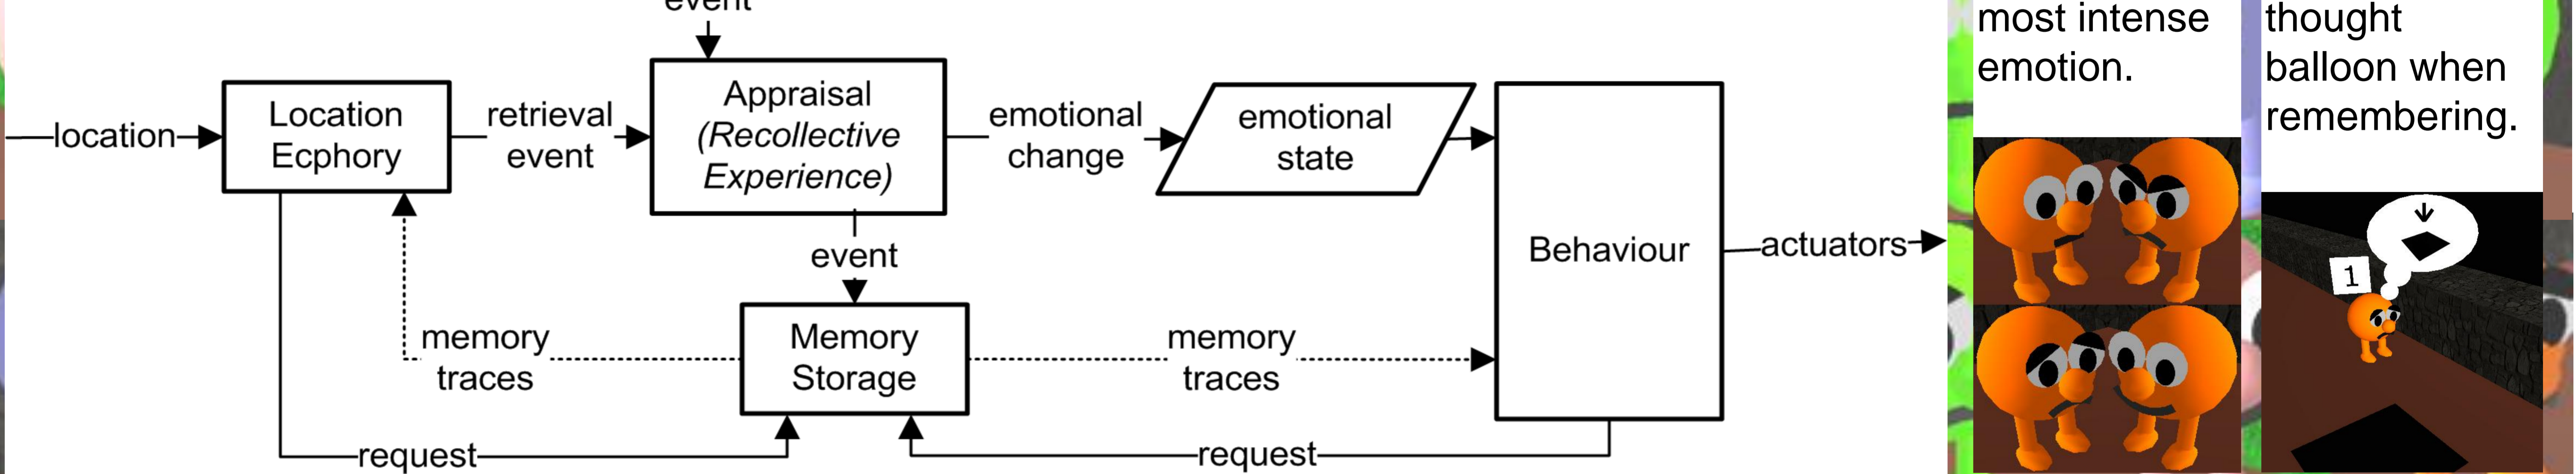 event
location
Location
Ecphory
retrieval
event
Appraisal
(Recollective
Experience)
emotional
change
emotional
state
event
Behaviour
actuators
memory
traces
Memory
Storage
memory
traces
request
request
most intense
emotion.
thought
balloon when
remembering.
1